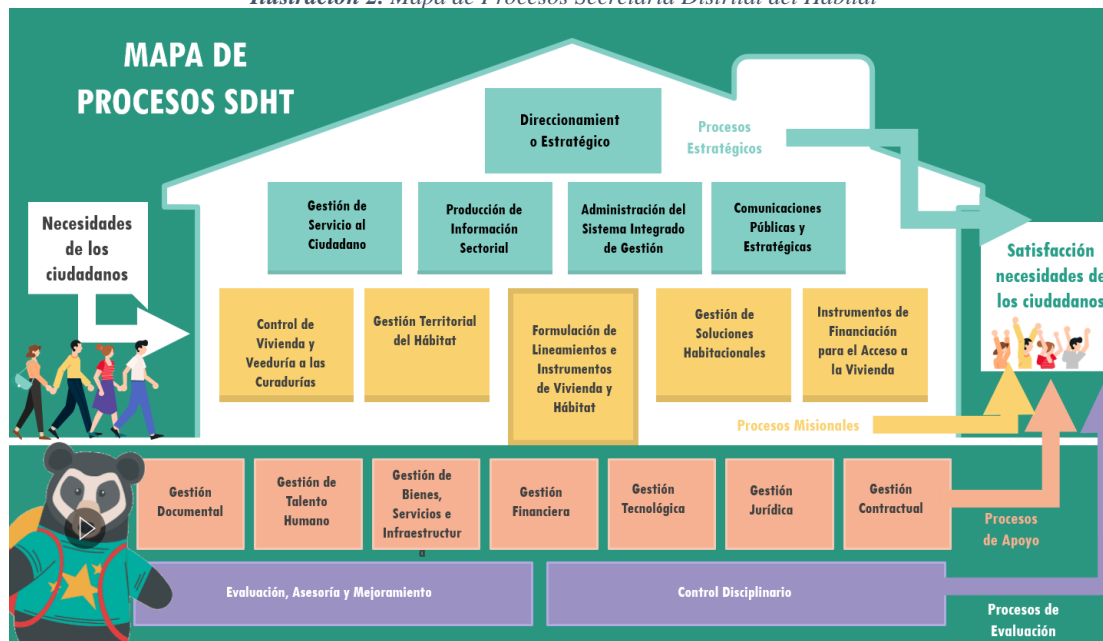 Ilustración 2. Mapa de Procesos Secretaría Distrital del Hábitat
MAPA DE
PROCESOS SDHT
Direccionamient
o Estratégico
Procesos
Estratégicos
Gestión de
Servicio al
Ciudadano
Producción de
Información
Sectorial
Administración del
Sistema Integrado
de Gestión
Comunicaciones
Públicas y
Estratégicas
Necesidades
de los
ciudadanos
Satisfacción
necesidades de
los ciudadanos
Control de
Vivienda y
Veeduría a las
Curadurías
Gestión Territorial
del Hábitat
Formulación de
Lineamientos e
Instrumentos
de Vivienda y
Hábitat
Gestión de
Soluciones
Habitacionales
Instrumentos de
Financiación
para el Acceso a
la Vivienda
Procesos Misionales
Gestión
Documental
Gestión de
Talento
Humano
Gestión de
Bienes,
Servicios e
Infraestructur
a
Gestión
Financiera
Gestión
Tecnológica
Gestión
Jurídica
Gestión
Contractual
Procesos
de Apoyo
Evaluación, Asesoría y Mejoramiento
Control Disciplinario
Procesos de
Evaluación